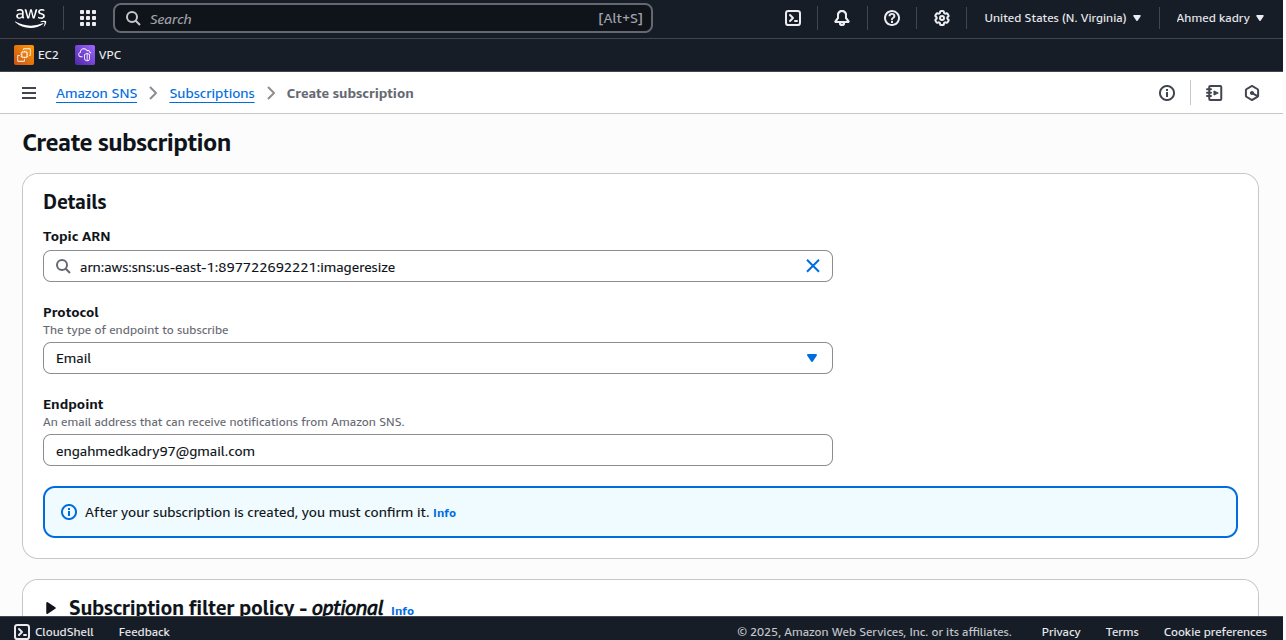 aws
Search [Alt+S]
United States (N. Virginia)
Ahmed kadry
EC2
VPC
Amazon SNS
Subscriptions
Create subscription
Create subscription
Details
Topic ARN
arn:aws:sns:us-east-1:897722692221:imageresize
Protocol
The type of endpoint to subscribe
Email
Endpoint
An email address that can receive notifications from Amazon SNS.
engahmedkadry97@gmail.com
After your subscription is created, you must confirm it. Info
Subscription filter policy - optional Info
CloudShell
Feedback
© 2025, Amazon Web Services, Inc. or its affiliates.
Privacy
Terms
Cookie preferences